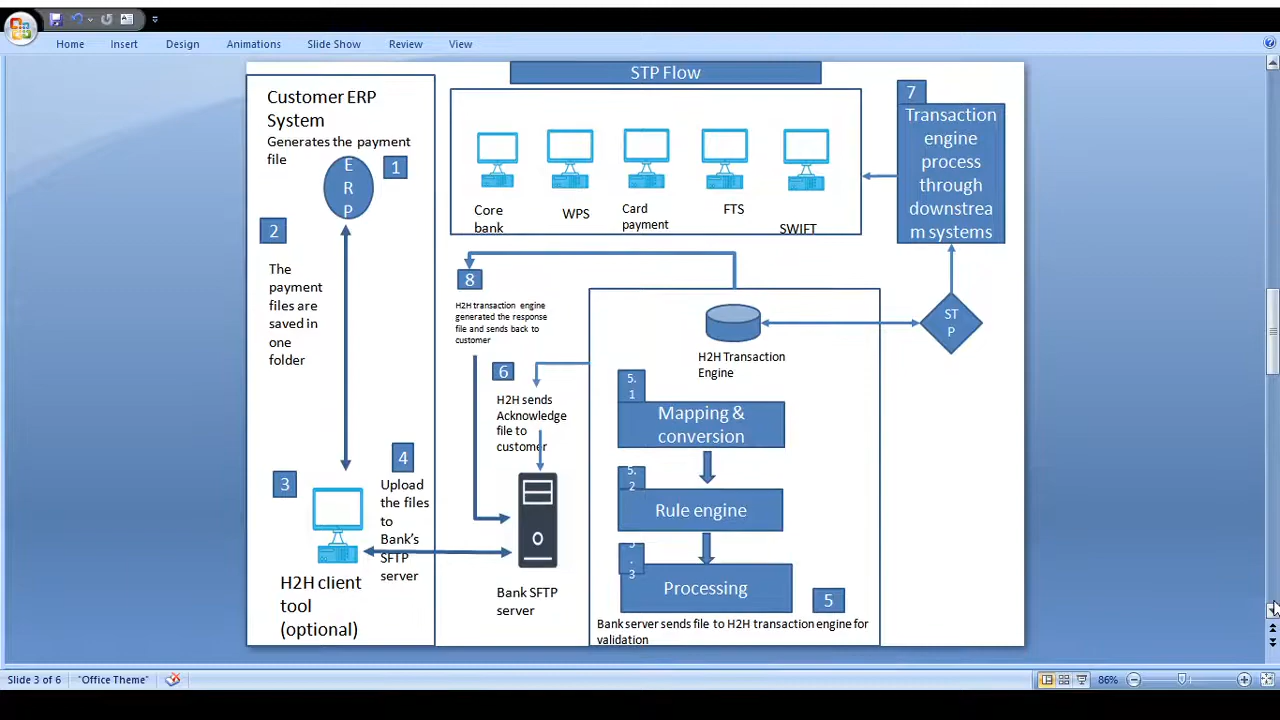 Home Insert Design Animations Slide Show Review View
STP Flow
Customer ERP
System
Generates the payment
file
1
E
R
P
2
The
payment
files are
saved in
one
folder
3
4
Upload
the files
to
Bank's
SFTP
server
H2H client
tool
(optional)
Core
bank
WPS
Card
payment
FTS
SWIFT
7
Transaction
engine
process
through
downstrea
m systems
ST
P
8
H2H transaction engine
generated the response
file and sends back to
customer
6
H2H sends
Acknowledge
file to
customer
Bank SFTP
server
H2H Transaction
Engine
5.
1
Mapping &
conversion
5.
2
Rule engine
5
.
3
Processing
5
Bank server sends file to H2H transaction engine for
validation
Slide 3 of 6 "Office Theme" 86%